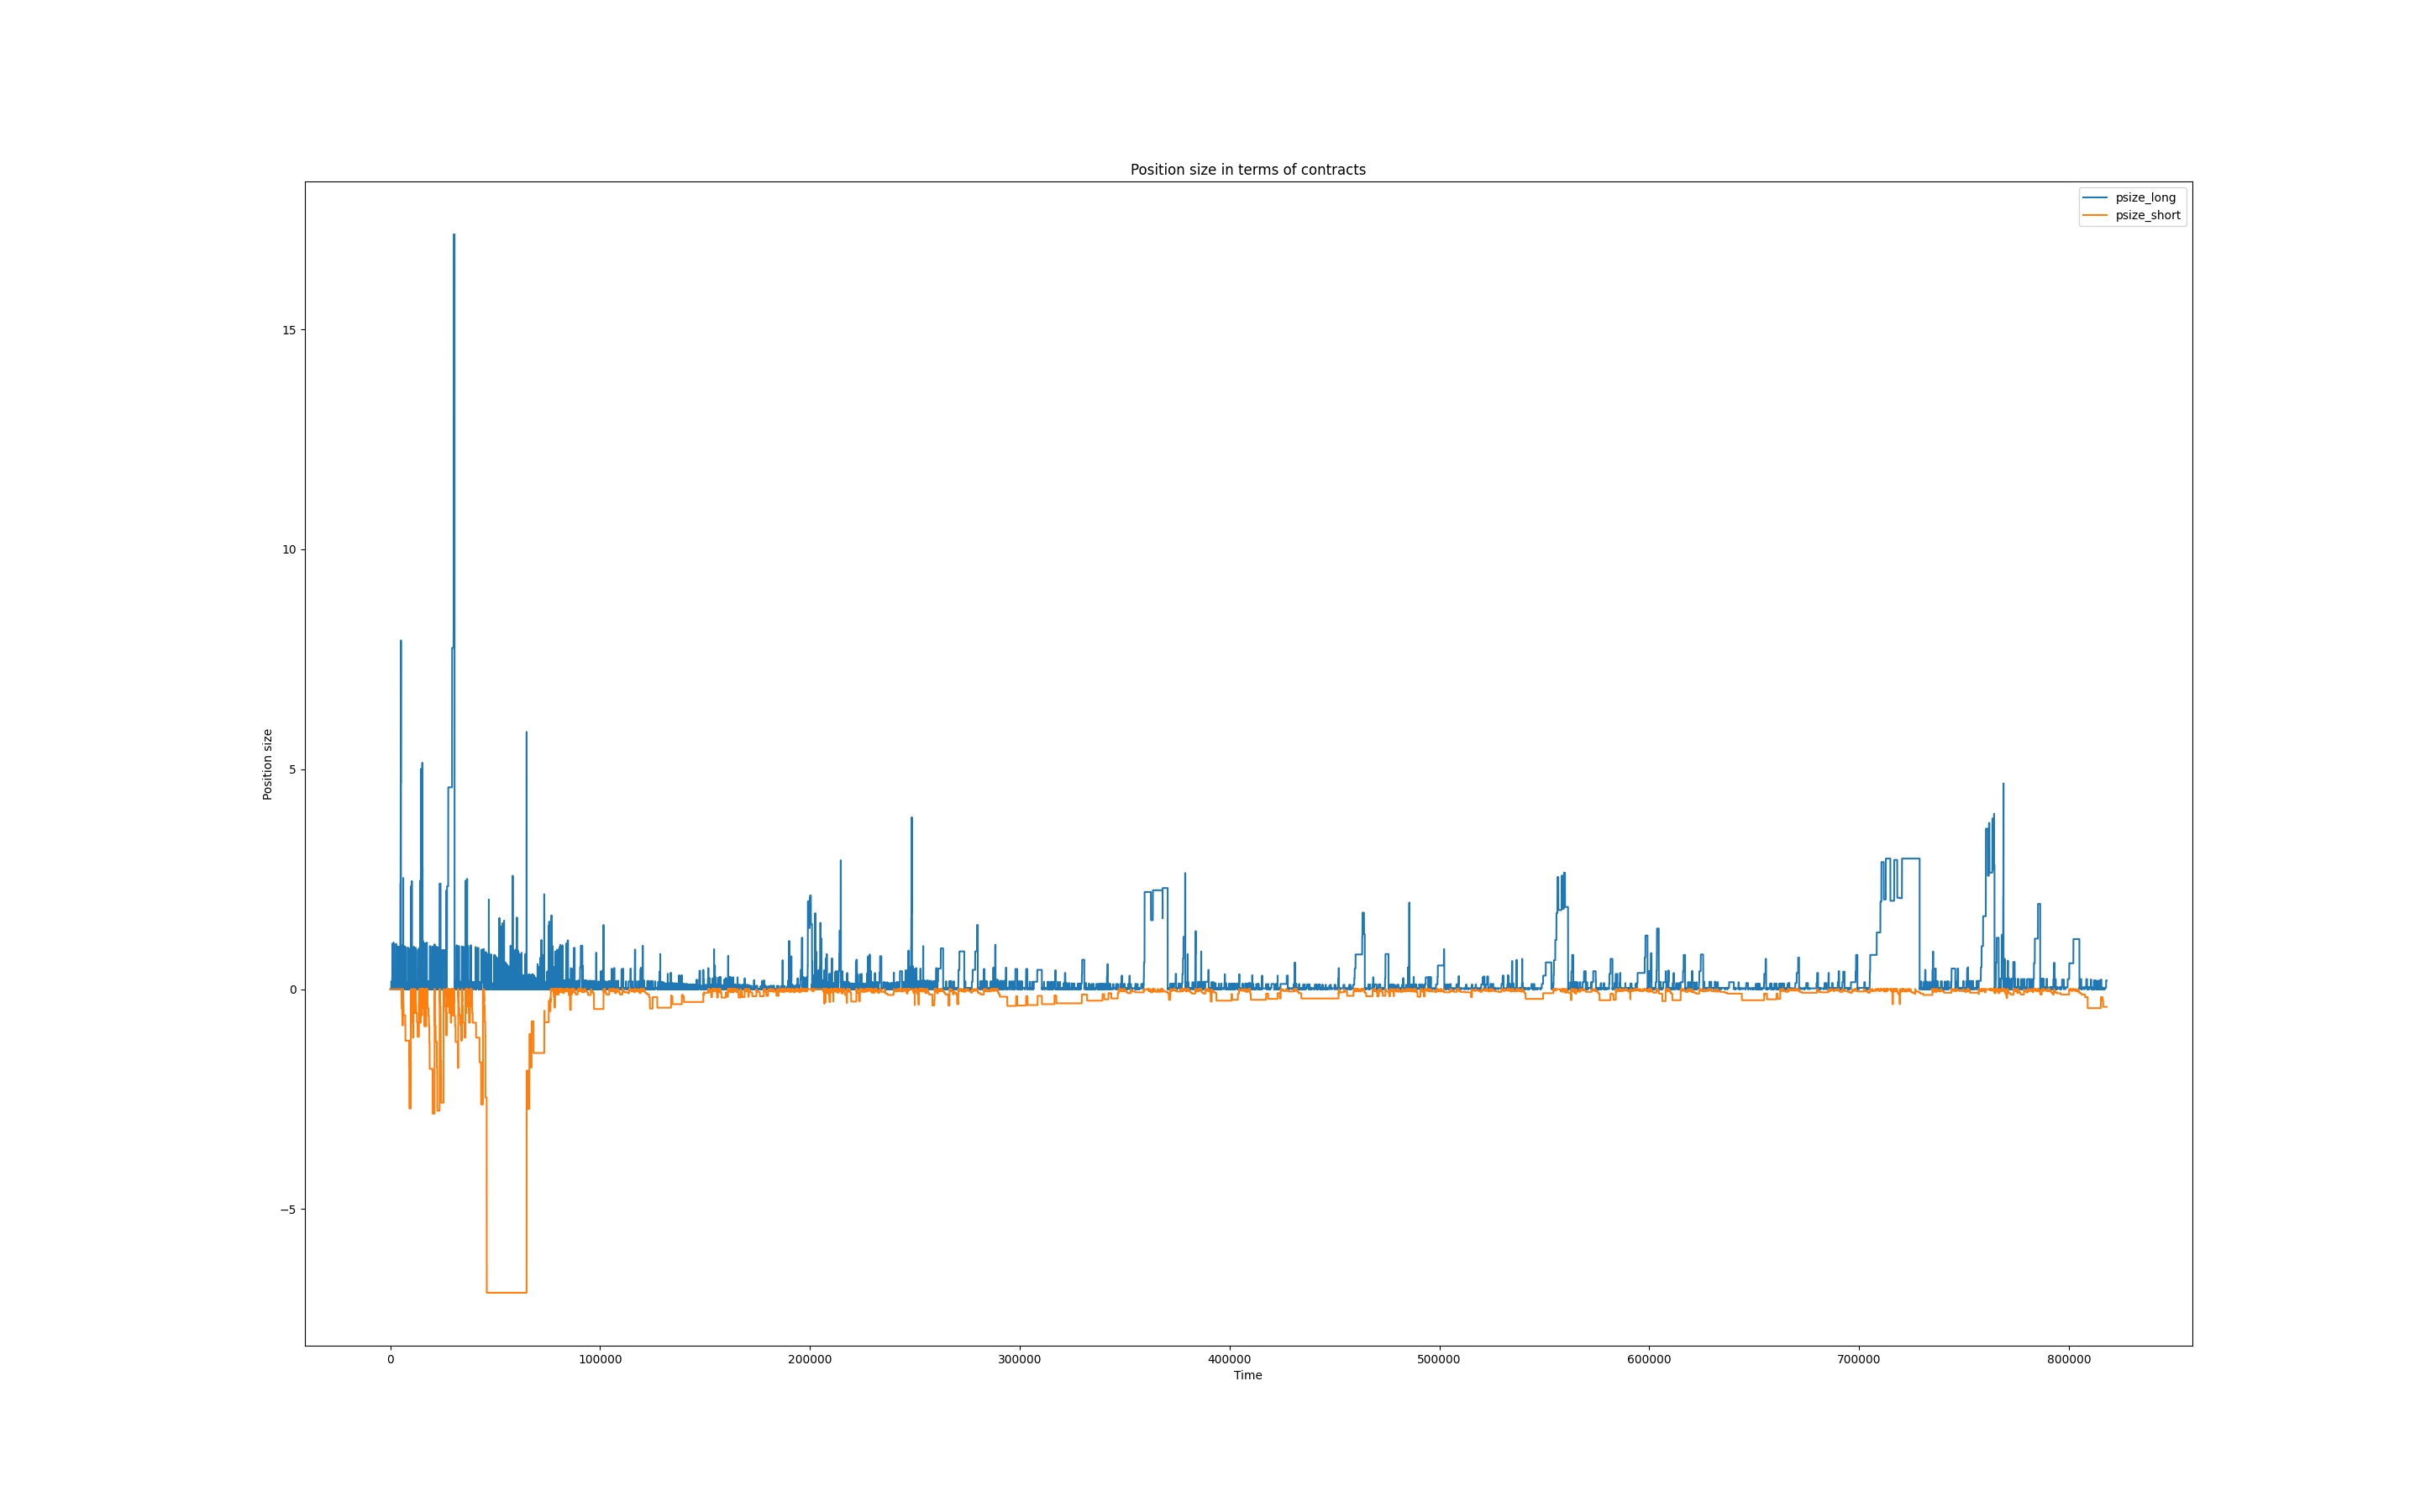 Position size in terms of contracts
psize_long
psize_short
15
10
5
0
−5
Position size
0 100000 200000 300000 400000 500000 600000 700000 800000
Time